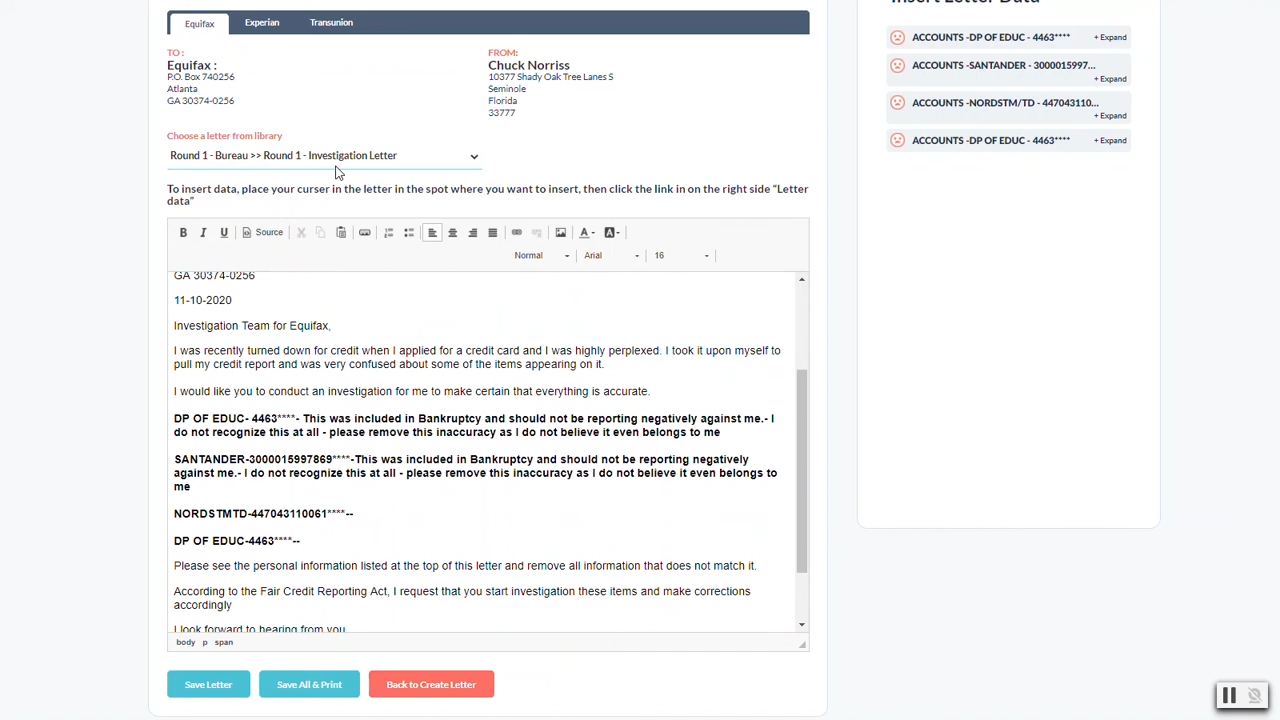 Insert Letter Data
Equifax
Experian
Transunion
TO :
Equifax :
P.O. Box 740256
Atlanta
GA 30374-0256
FROM:
Chuck Norriss
10377 Shady Oak Tree Lanes S
Seminole
Florida
33777
Choose a letter from library
Round 1 - Bureau >> Round 1 - Investigation Letter
To insert data, place your curser in the letter in the spot where you want to insert, then click the link in on the right side "Letter
data"
B I U Source
Normal Arial 16
GA 30374-0256
11-10-2020
Investigation Team for Equifax,
I was recently turned down for credit when I applied for a credit card and I was highly perplexed. I took it upon myself to
pull my credit report and was very confused about some of the items appearing on it.
I would like you to conduct an investigation for me to make certain that everything is accurate.
DP OF EDUC- 4463****- This was included in Bankruptcy and should not be reporting negatively against me.- I
do not recognize this at all - please remove this inaccuracy as I do not believe it even belongs to me
SANTANDER-3000015997869****-This was included in Bankruptcy and should not be reporting negatively
against me.- I do not recognize this at all - please remove this inaccuracy as I do not believe it even belongs to
me
NORDSTMTD-447043110061****--
DP OF EDUC-4463****--
Please see the personal information listed at the top of this letter and remove all information that does not match it.
According to the Fair Credit Reporting Act, I request that you start investigation these items and make corrections
accordingly
I look forward to hearing from you
body p span
Save Letter
Save All & Print
Back to Create Letter
ACCOUNTS -DP OF EDUC - 4463****
+ Expand
ACCOUNTS -SANTANDER - 3000015997...
+ Expand
ACCOUNTS -NORDSTM/TD - 447043110...
+ Expand
ACCOUNTS -DP OF EDUC - 4463****
+ Expand